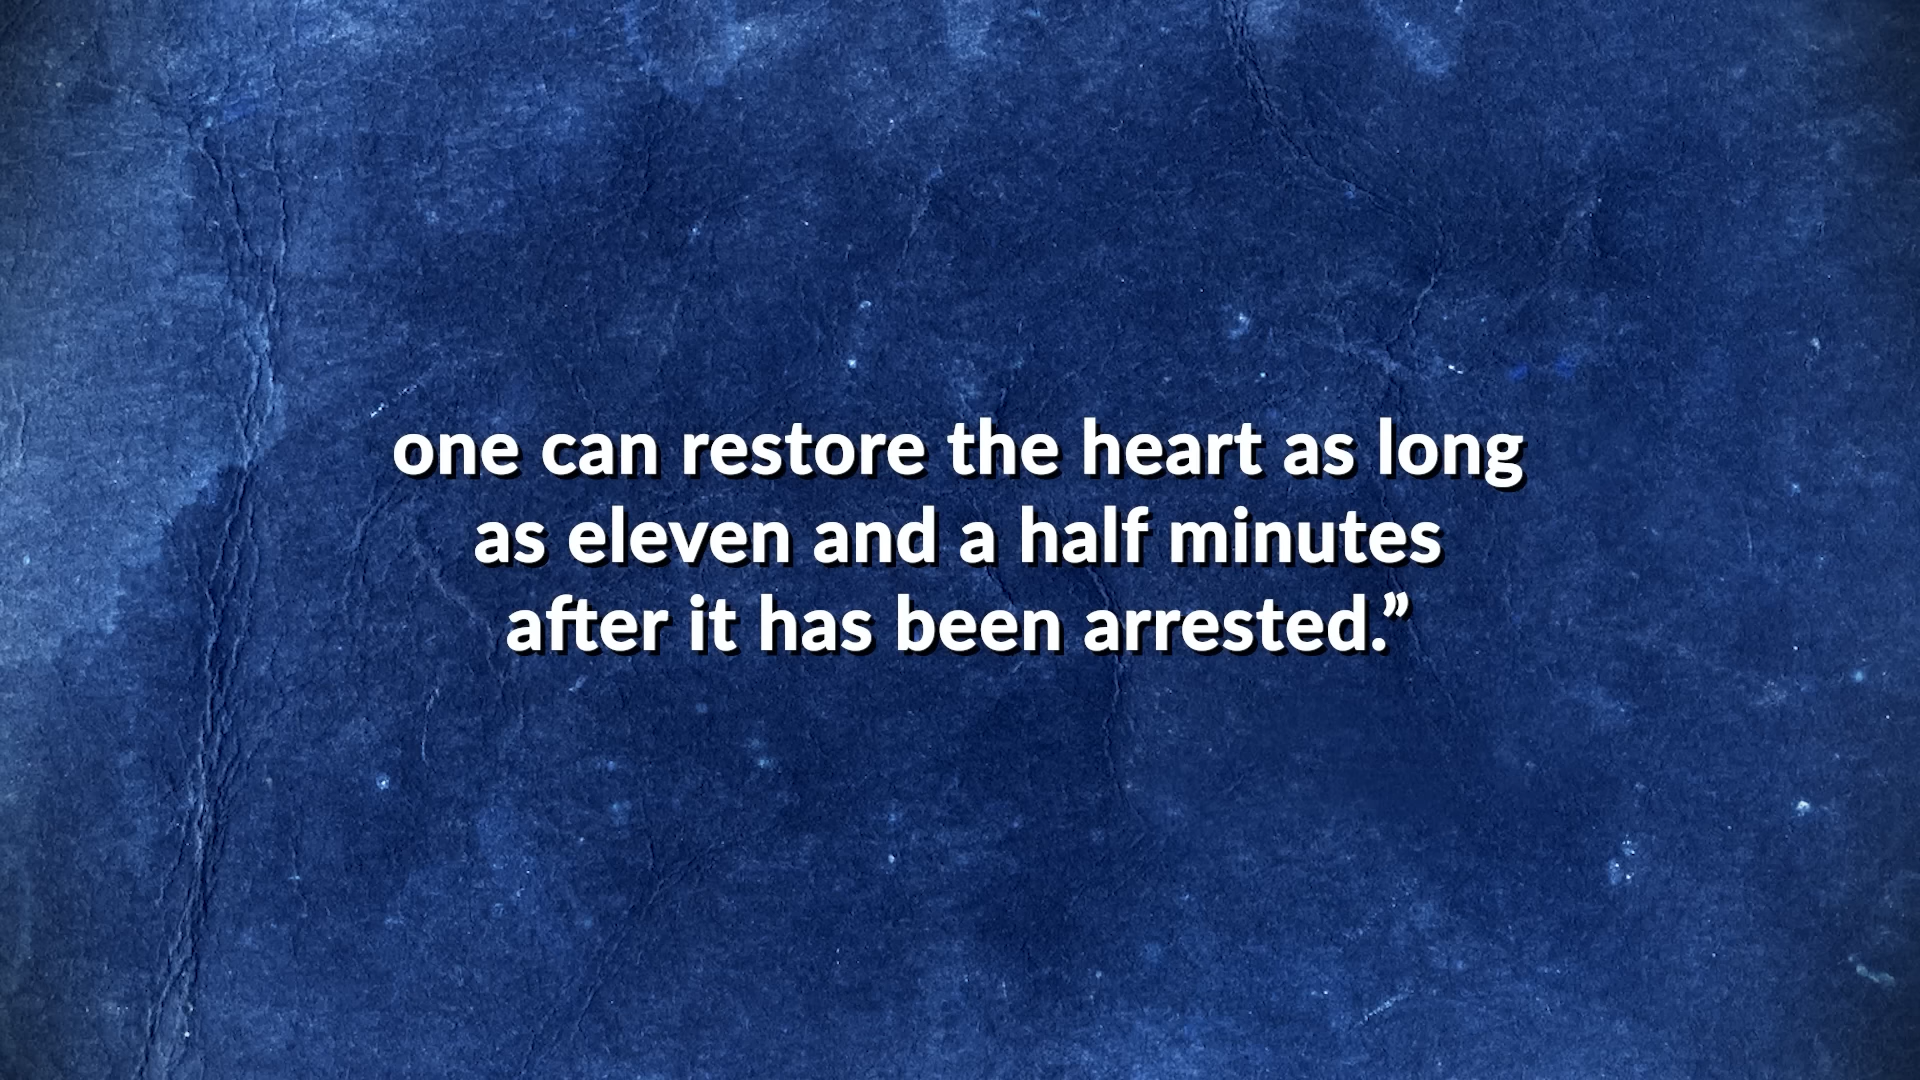 one can restore the heart as long
as eleven and a half minutes
after it has been arrested.”